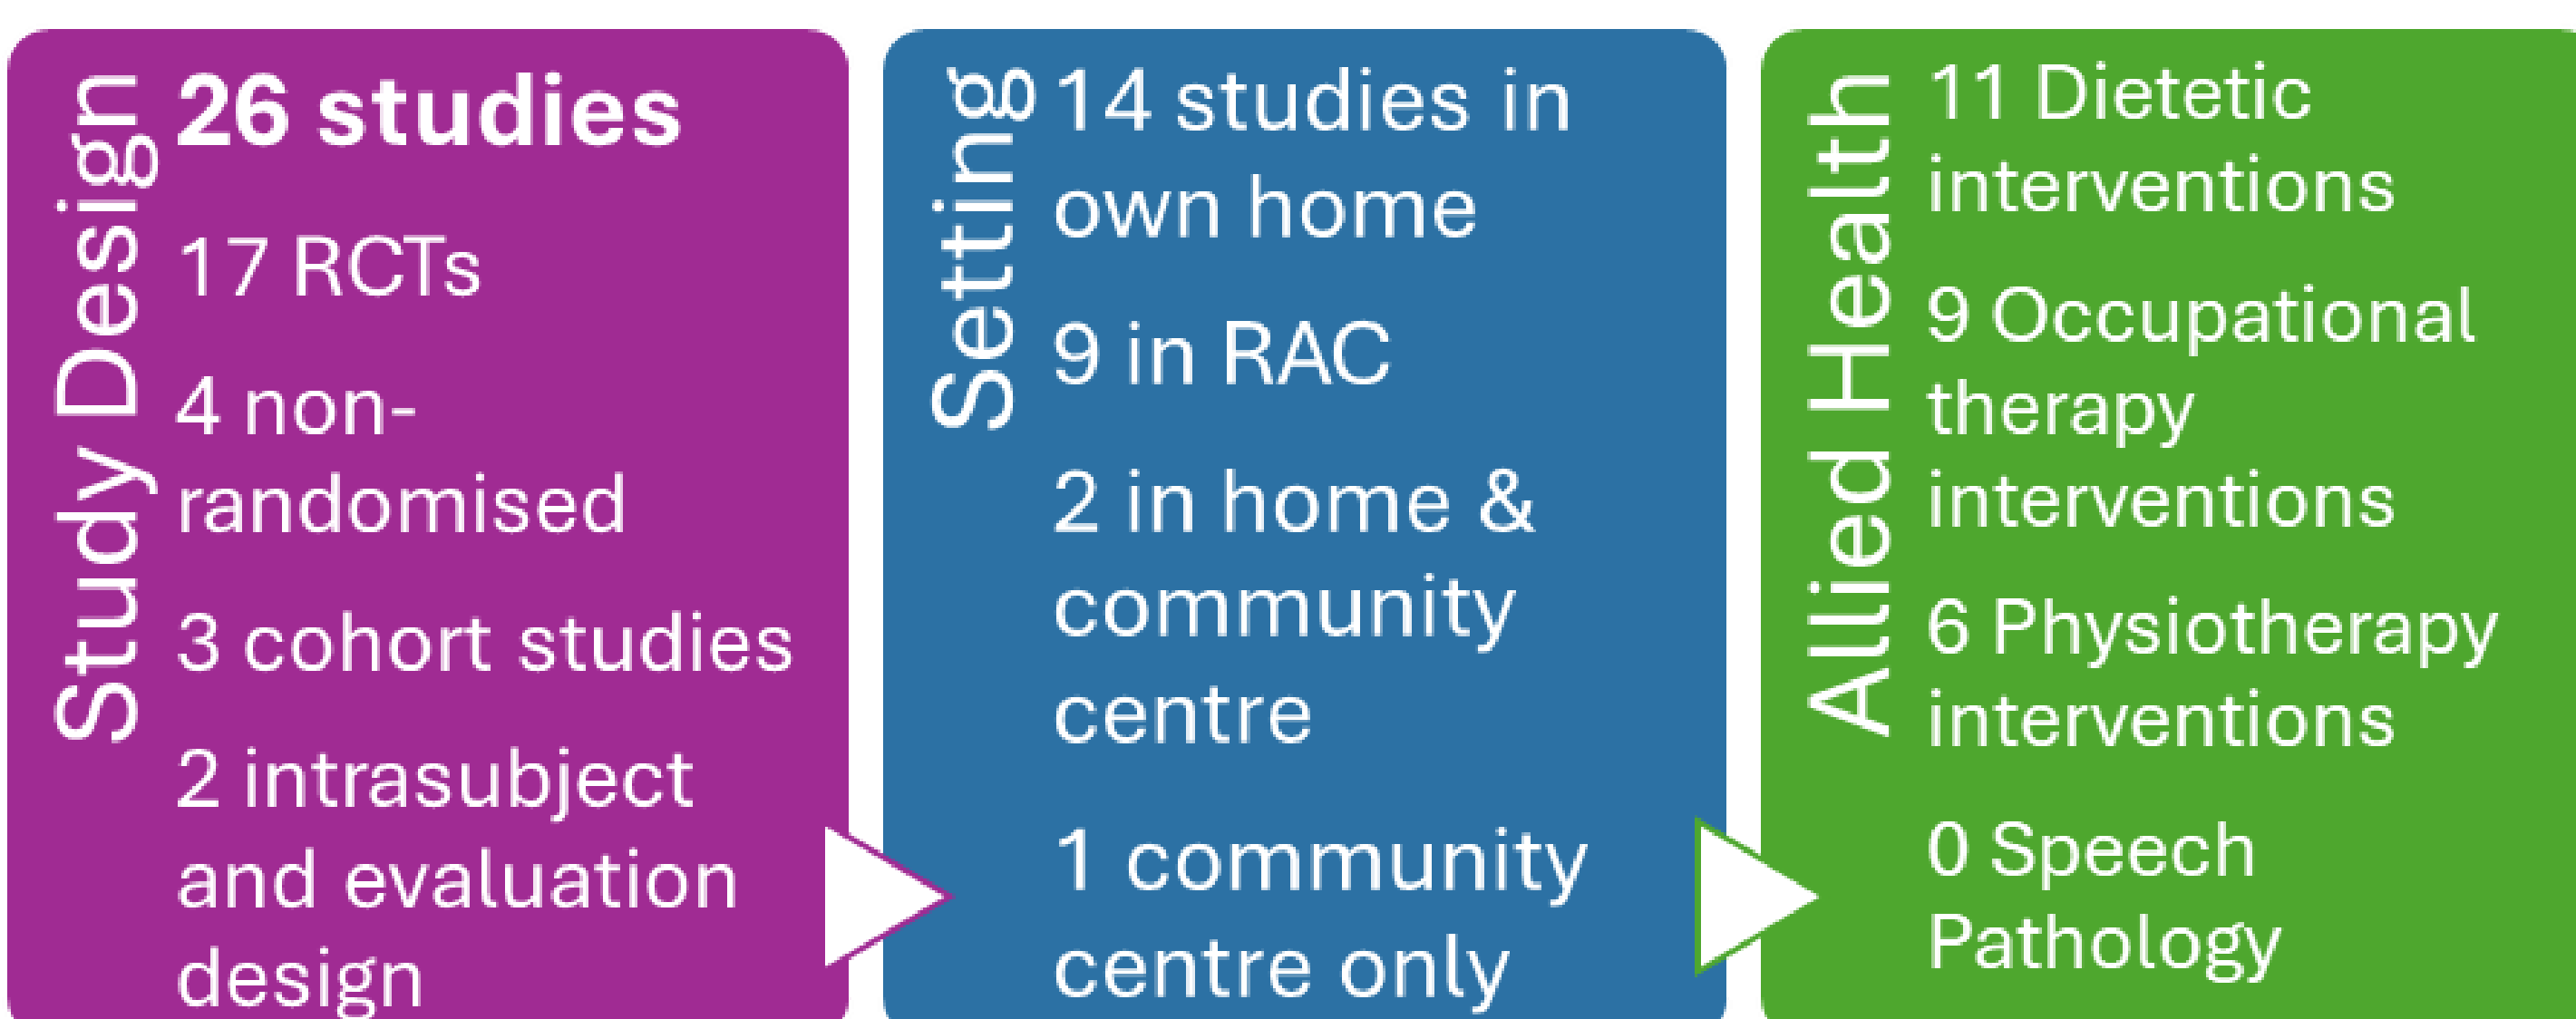 Study Design
26 studies
17 RCTs
4 non-
randomised
3 cohort studies
2 intrasubject
and evaluation
design
Setting
14 studies in
own home
9 in RAC
2 in home &
community
centre
1 community
centre only
Allied Health
11 Dietetic
interventions
9 Occupational
therapy
interventions
6 Physiotherapy
interventions
0 Speech
Pathology